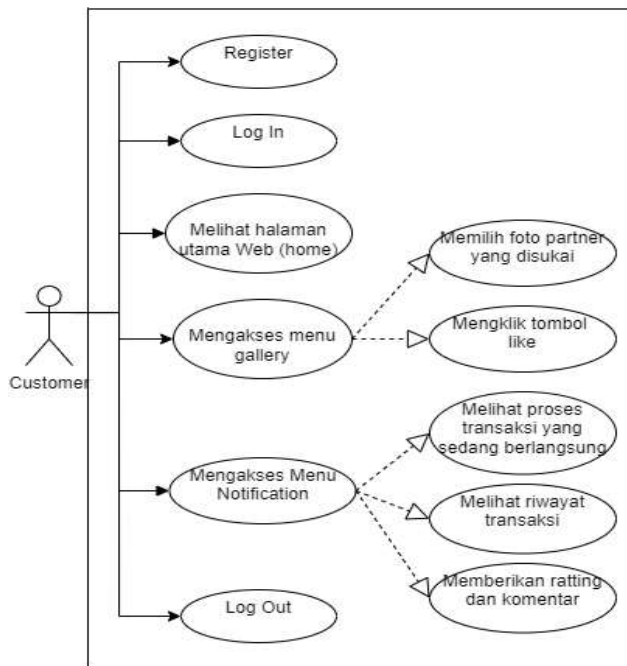 Register
Log In
Melihat halaman
utama Web (home)
Memilih foto partner
yang disukai
Mengakses menu
gallery
Mengklik tombol
like
Customer
Melihat proses
transaksi yang
sedang berlangsung
Mengakses Menu
Notification
Melihat riwayat
transaksi
Memberikan ratting
dan komentar
Log Out